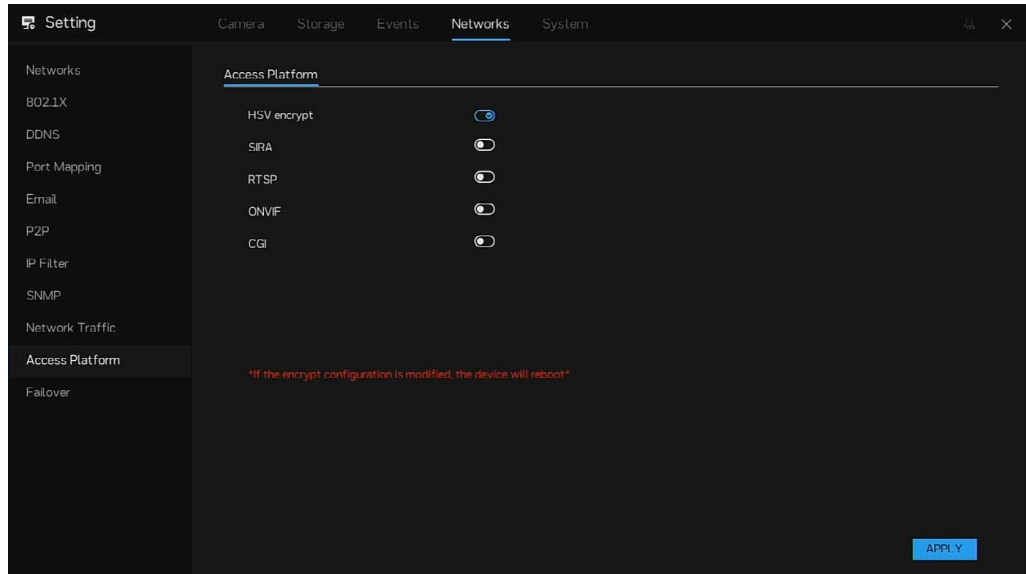 Setting
Camera Storage Events Networks System
Networks
802.1X
DDNS
Port Mapping
Email
P2P
IP Filter
SNMP
Network Traffic
Access Platform
Failover
Access Platform
HSV encrypt
SIRA
RTSP
ONVIF
CGI
*If the encrypt configuration is modified, the device will reboot*
APPLY